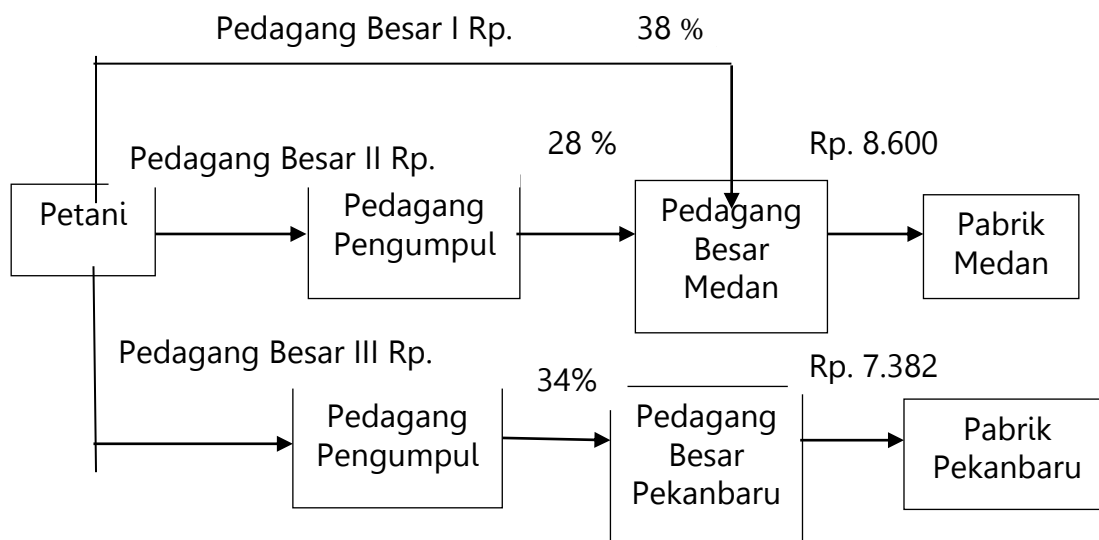 Pedagang Besar I Rp. 38 %
Pedagang Besar II Rp. 28 % Rp. 8.600
Petani
Pedagang
Pengumpul
Pedagang
Besar
Medan
Pabrik
Medan
Pedagang Besar III Rp. 34% Rp. 7.382
Pedagang
Pengumpul
Pedagang
Besar
Pekanbaru
Pabrik
Pekanbaru